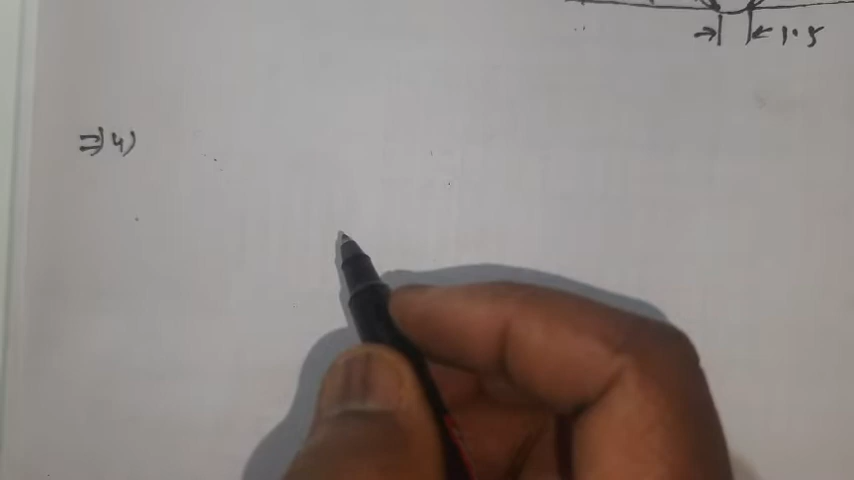 → ← 1.5
⇒ 4)